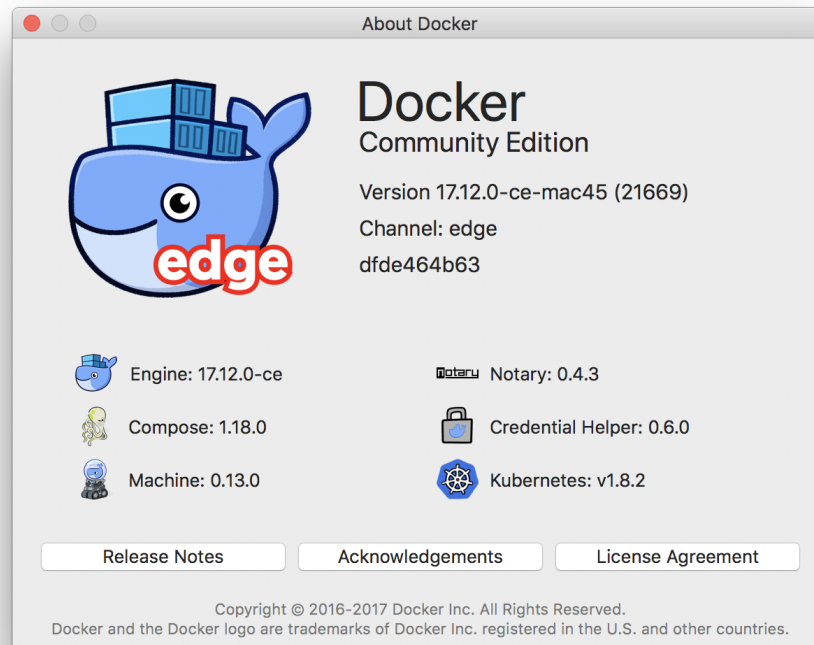 About Docker
Docker
Community Edition
Version 17.12.0-ce-mac45 (21669)
Channel: edge
dfde464b63
edge
Engine: 17.12.0-ce
notary Notary: 0.4.3
Compose: 1.18.0
Credential Helper: 0.6.0
Machine: 0.13.0
Kubernetes: v1.8.2
Release Notes
Acknowledgements
License Agreement
Copyright © 2016-2017 Docker Inc. All Rights Reserved.
Docker and the Docker logo are trademarks of Docker Inc. registered in the U.S. and other countries.